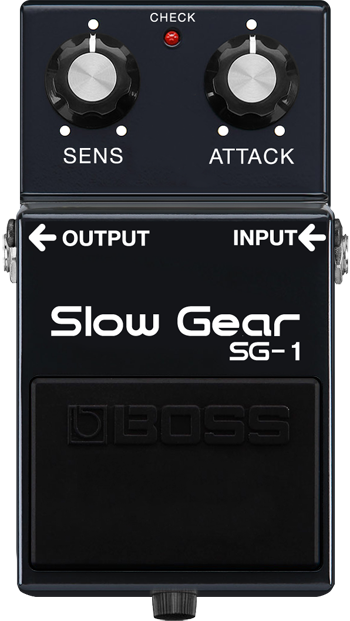 CHECK
SENS ATTACK
OUTPUT INPUT
Slow Gear
SG-1
BOSS